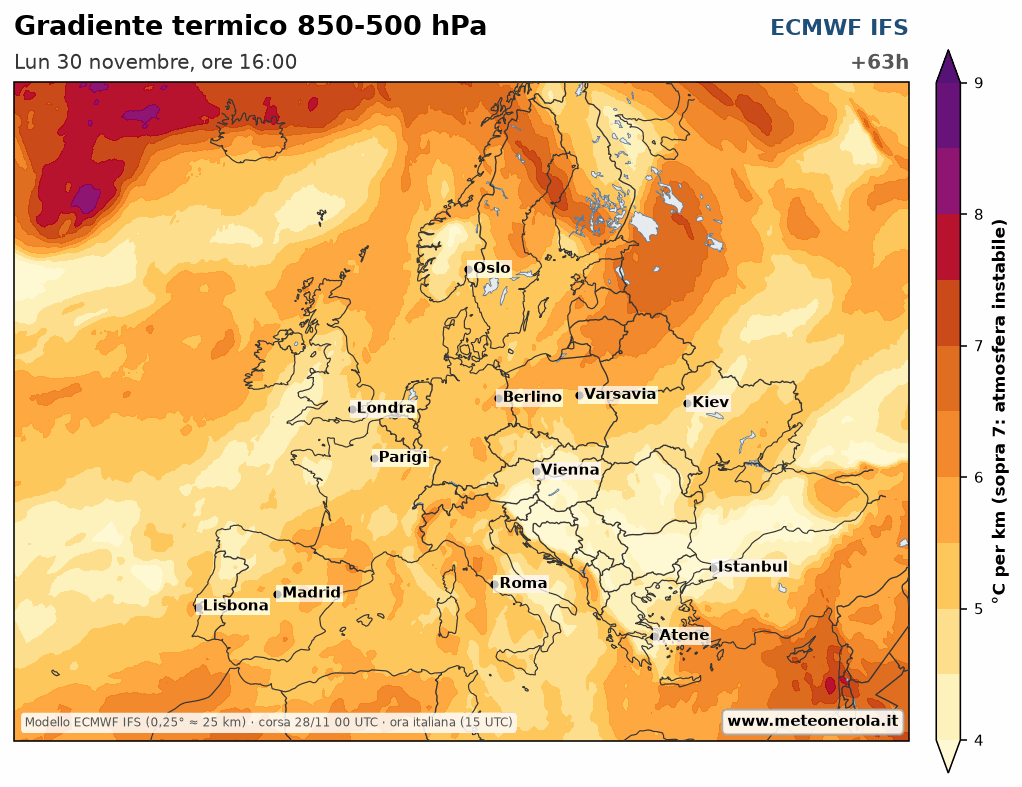 Gradiente termico 850-500 hPa
ECMWF IFS
Lun 30 novembre, ore 16:00
+63h
Oslo
Londra
Berlino
Varsavia
Kiev
Parigi
Vienna
Istanbul
Roma
Madrid
Lisbona
Atene
9
8
7
6
5
4
°C per km (sopra 7: atmosfera instabile)
Modello ECMWF IFS (0,25° ≈ 25 km) · corsa 28/11 00 UTC · ora italiana (15 UTC)
www.meteonerola.it